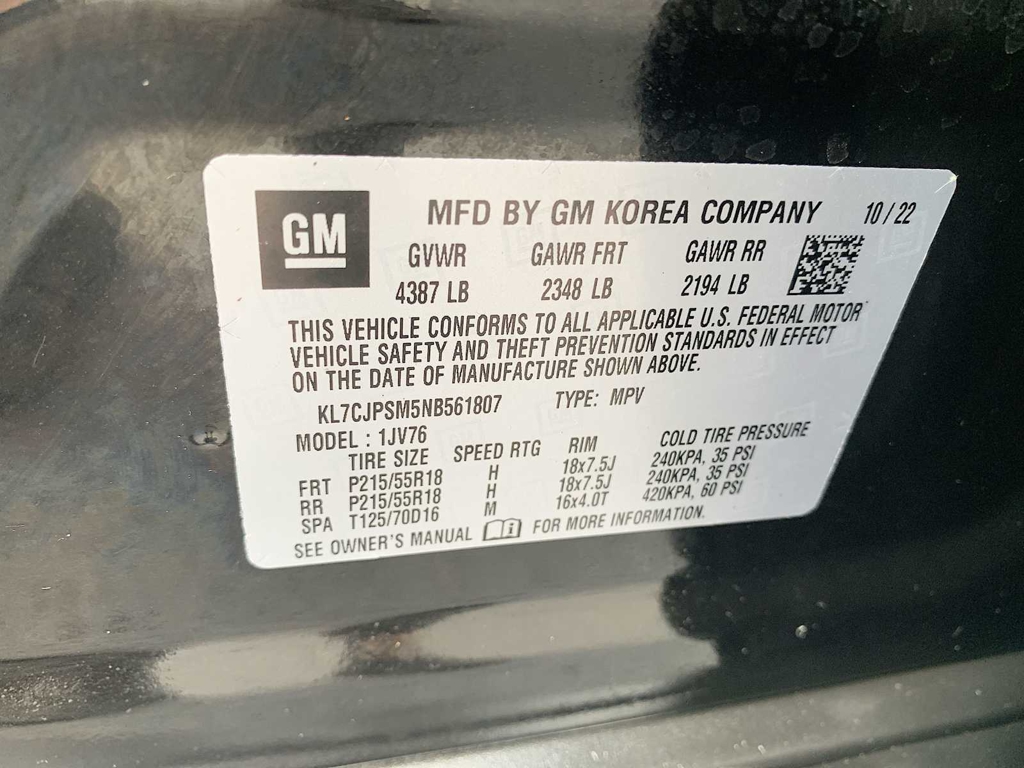 GM
MFD BY GM KOREA COMPANY 10/22
GVWR GAWR FRT GAWR RR
4387 LB 2348 LB 2194 LB
THIS VEHICLE CONFORMS TO ALL APPLICABLE U.S. FEDERAL MOTOR
VEHICLE SAFETY AND THEFT PREVENTION STANDARDS IN EFFECT
ON THE DATE OF MANUFACTURE SHOWN ABOVE.
KL7CJPSM5NB561807 TYPE: MPV
MODEL : 1JV76
TIRE SIZE SPEED RTG RIM COLD TIRE PRESSURE
FRT P215/55R18 H 18x7.5J 240KPA, 35 PSI
RR P215/55R18 H 18x7.5J 240KPA, 35 PSI
SPA T125/70D16 M 16x4.0T 420KPA, 60 PSI
SEE OWNER'S MANUAL FOR MORE INFORMATION.